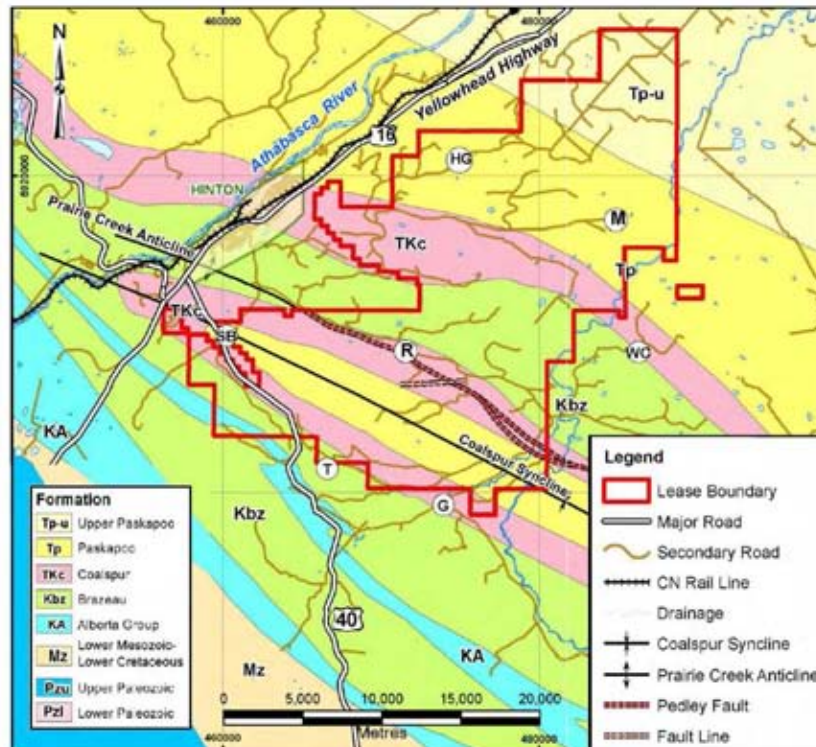 460000
480000
N
Athabasca River
Yellowhead Highway
16
Tp-u
HG
HINTON
Prairie Creek Anticline
M
TKc
Tp
TKc
SB
R
WC
Kbz
KA
Coalspur Syncline
T
G
Kbz
40
KA
Mz
Formation
Tp-u Upper Paskapoo
Tp Paskapoo
TKc Coalspur
Kbz Brazeau
KA Alberta Group
Mz Lower Mesozoic-
Lower Cretaceous
Pzu Upper Paleozoic
Pzl Lower Paleozoic
Legend
Lease Boundary
Major Road
Secondary Road
CN Rail Line
Drainage
Coalspur Syncline
Prairie Creek Anticline
Pedley Fault
Fault Line
0 5,000 10,000 15,000 20,000
Metres
460000
480000